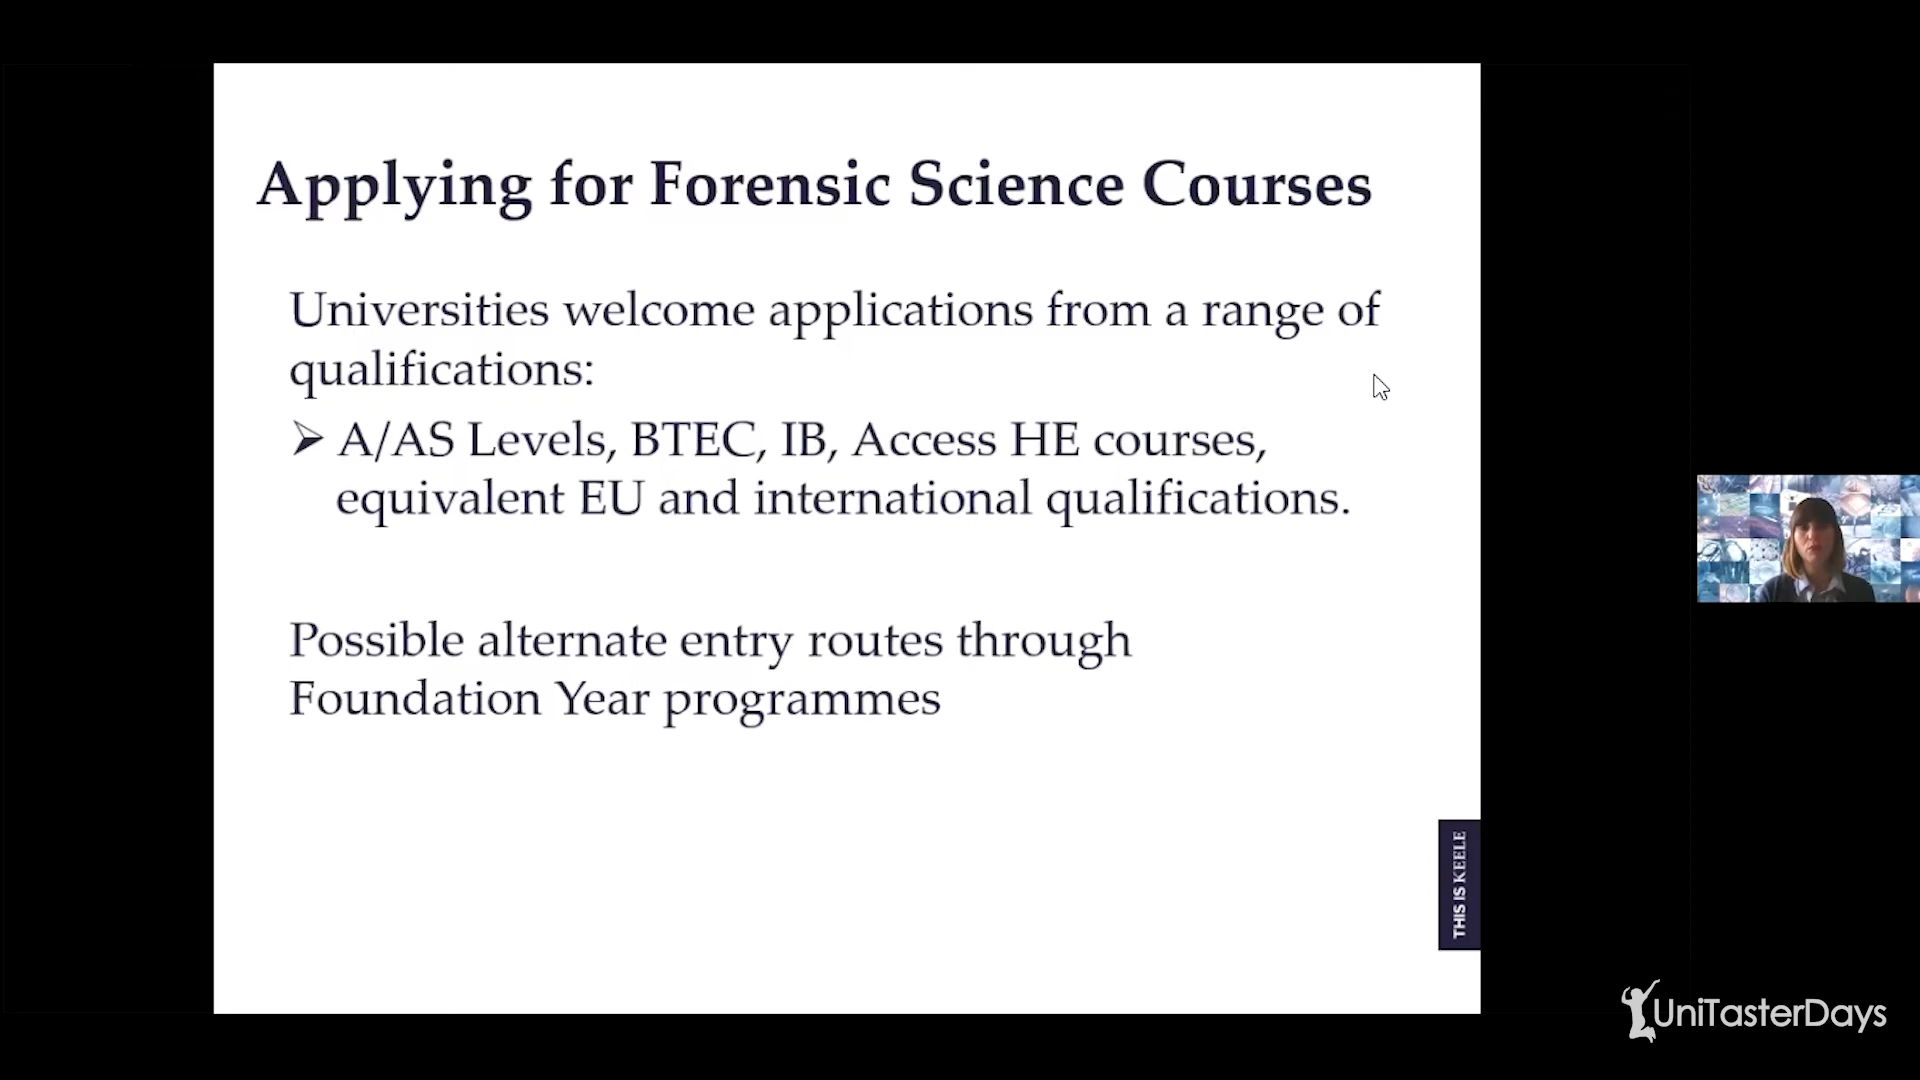 Applying for Forensic Science Courses
Universities welcome applications from a range of
qualifications:
➢ A/AS Levels, BTEC, IB, Access HE courses,
equivalent EU and international qualifications.
Possible alternate entry routes through
Foundation Year programmes
THIS IS KEELE
UniTasterDays